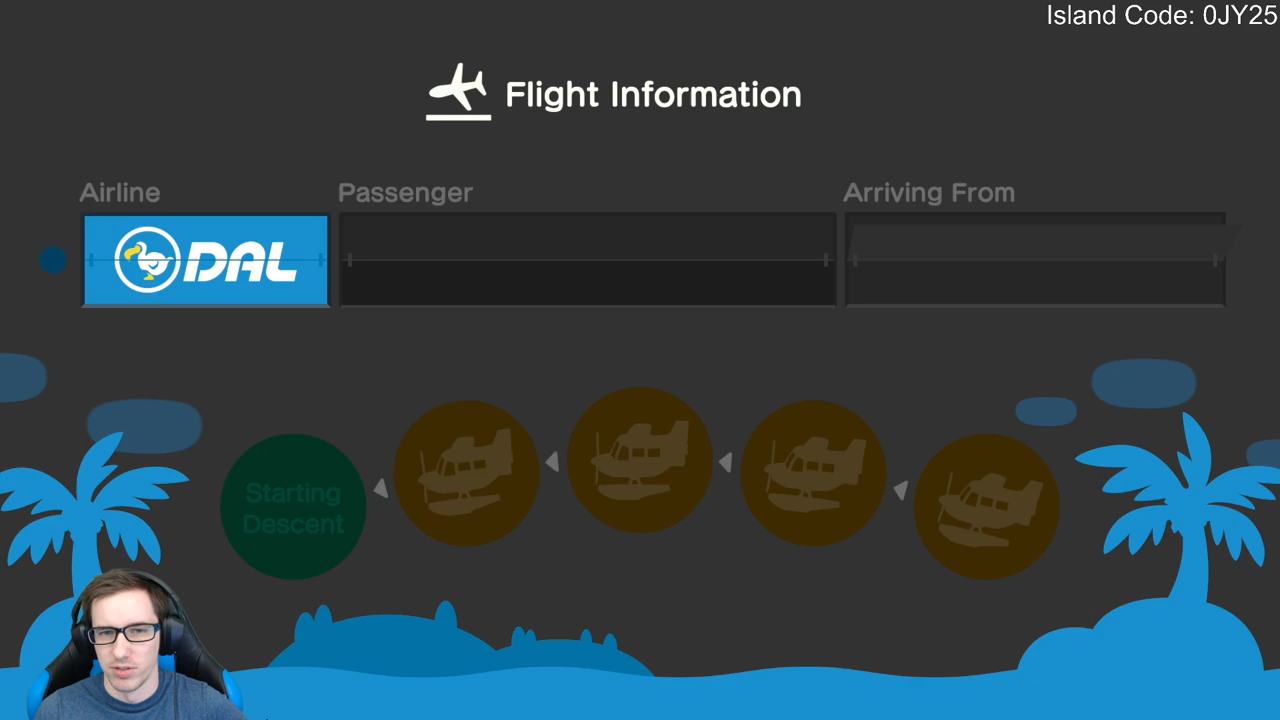 Island Code: 0JY25
Flight Information
Airline
Passenger
Arriving From
DAL
Starting
Descent